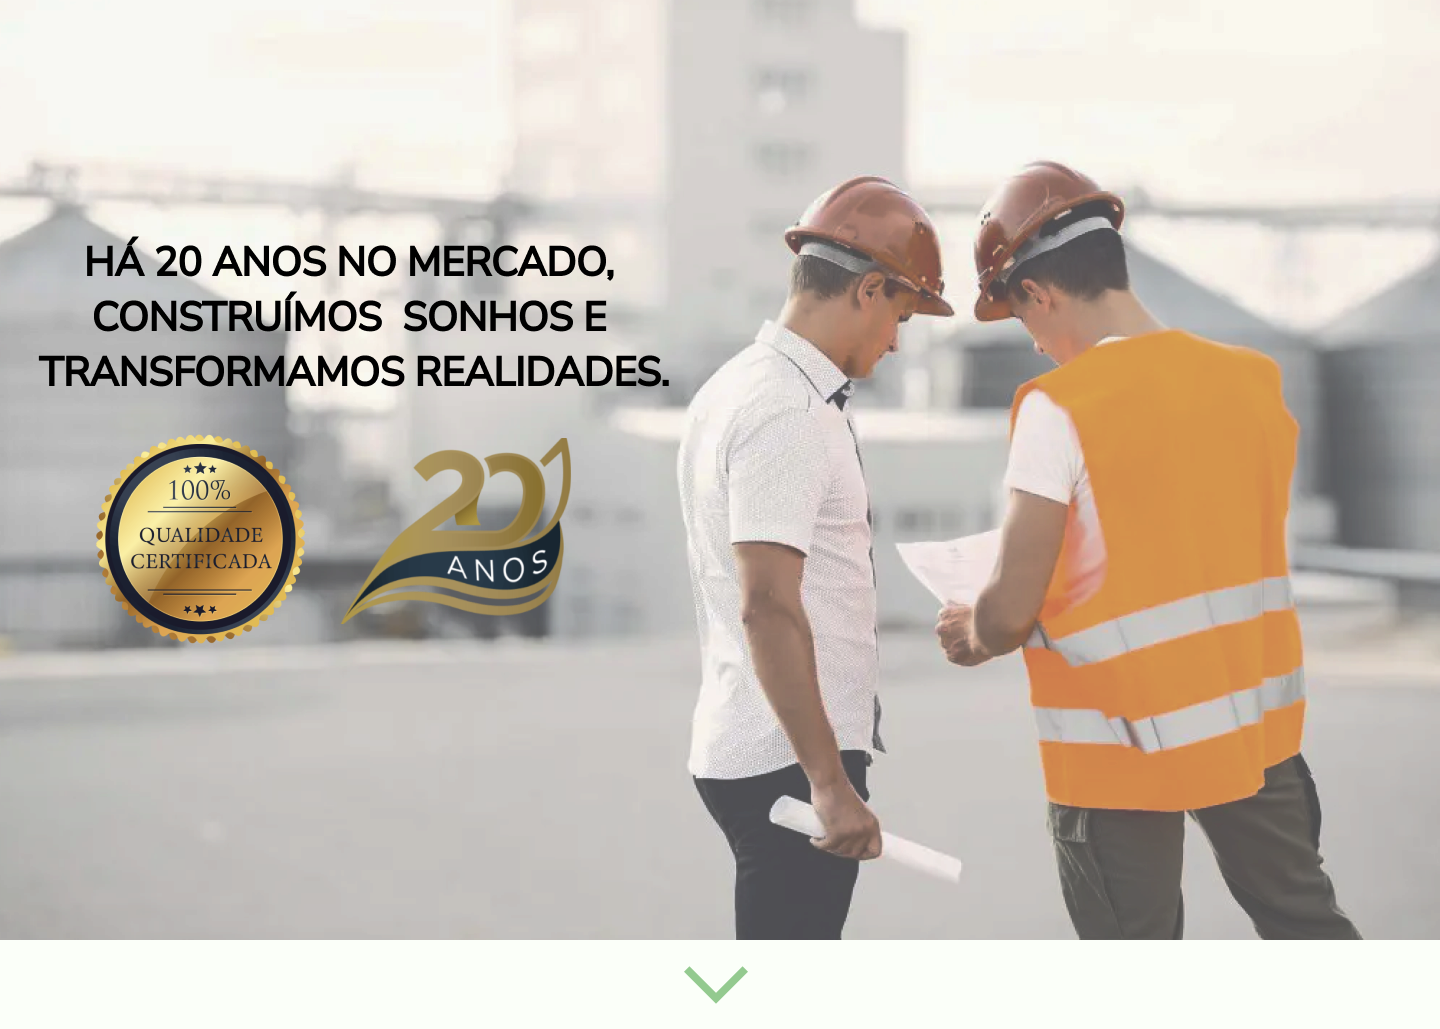 HÁ 20 ANOS NO MERCADO,
CONSTRUÍMOS  SONHOS E
TRANSFORMAMOS REALIDADES.
100%
QUALIDADE
CERTIFICADA
20
ANOS